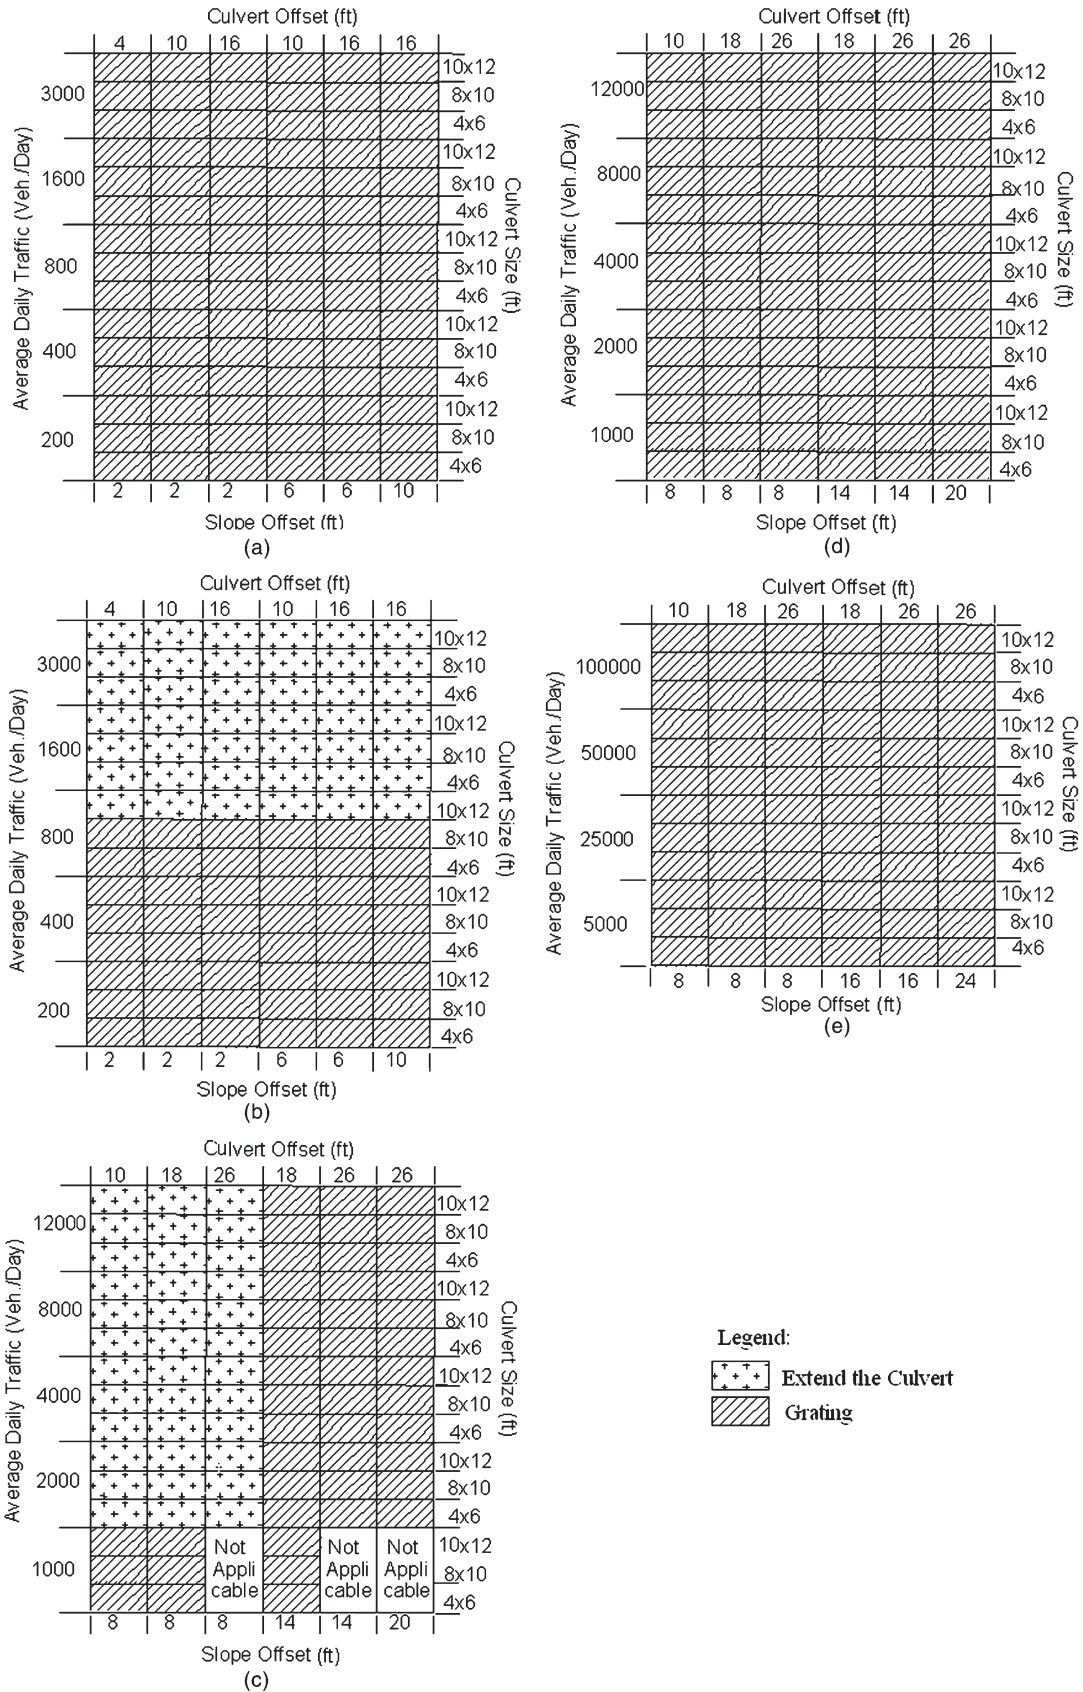 Culvert Offset (ft)
4 10 16 10 16 16
Average Daily Traffic (Veh./Day)
3000
1600
800
400
200
10x12
8x10
4x6
10x12
8x10
4x6
10x12
8x10
4x6
10x12
8x10
4x6
10x12
8x10
4x6
Culvert Size (ft)
2 2 2 6 6 10
Slope Offset (ft)
(a)
Culvert Offset (ft)
10 18 26 18 26 26
Average Daily Traffic (Veh./Day)
12000
8000
4000
2000
1000
10x12
8x10
4x6
10x12
8x10
4x6
10x12
8x10
4x6
10x12
8x10
4x6
10x12
8x10
4x6
Culvert Size (ft)
8 8 8 14 14 20
Slope Offset (ft)
(d)
Culvert Offset (ft)
4 10 16 10 16 16
Average Daily Traffic (Veh./Day)
3000
1600
800
400
200
10x12
8x10
4x6
10x12
8x10
4x6
10x12
8x10
4x6
10x12
8x10
4x6
10x12
8x10
4x6
Culvert Size (ft)
2 2 2 6 6 10
Slope Offset (ft)
(b)
Culvert Offset (ft)
10 18 26 18 26 26
Average Daily Traffic (Veh./Day)
100000
50000
25000
5000
10x12
8x10
4x6
10x12
8x10
4x6
10x12
8x10
4x6
10x12
8x10
4x6
Culvert Size (ft)
8 8 8 16 16 24
Slope Offset (ft)
(e)
Culvert Offset (ft)
10 18 26 18 26 26
Average Daily Traffic (Veh./Day)
12000
8000
4000
2000
1000
10x12
8x10
4x6
10x12
8x10
4x6
10x12
8x10
4x6
10x12
8x10
4x6
10x12
8x10
4x6
Culvert Size (ft)
Not Not Not
Appli Appli Appli
cable cable cable
8 8 8 14 14 20
Slope Offset (ft)
(c)
Legend:
Extend the Culvert
Grating